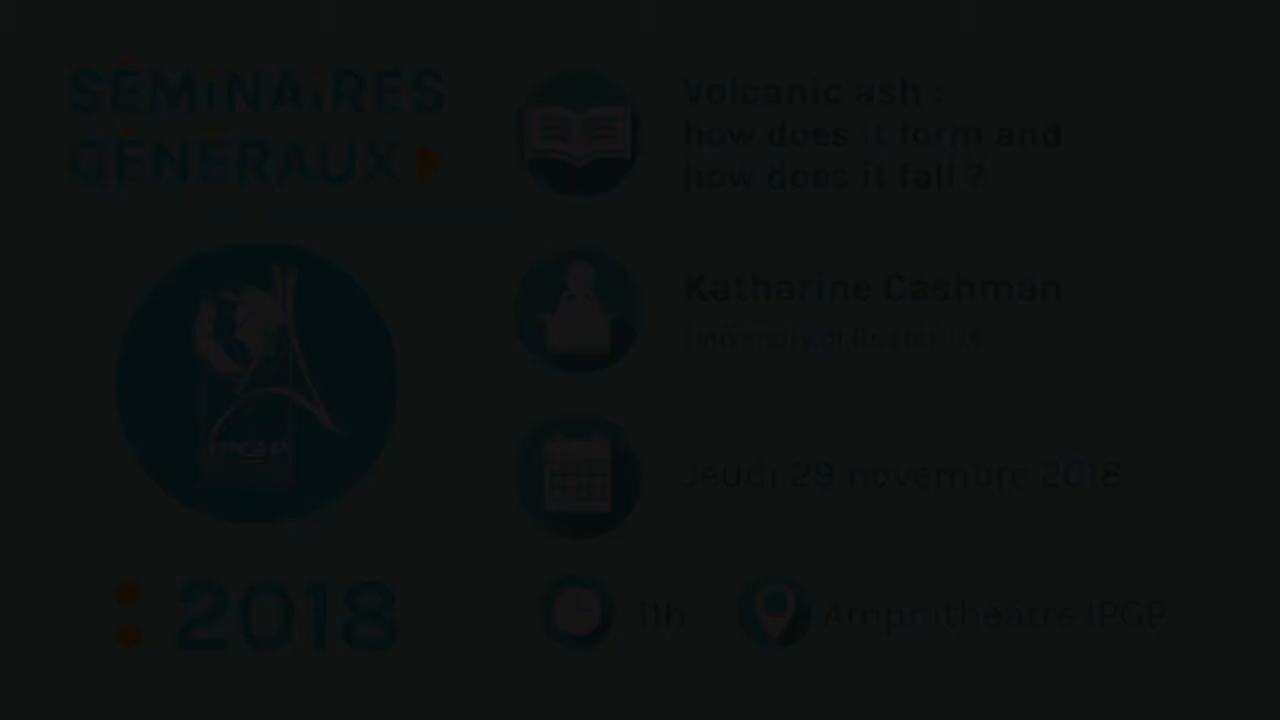 SÉMiNAiRES
GÉNÉRAUX
IPGP
2018
Volcanic ash :
how does it form and
how does it fall ?
Katharine Cashman
University of Bristol, UK
Jeudi 29 novembre 2018
11h
Amphithéâtre IPGP